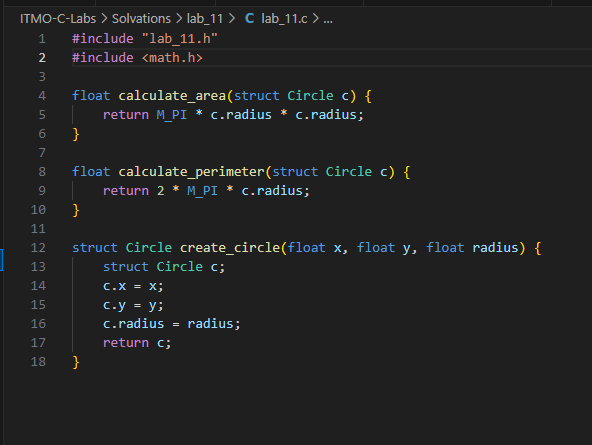 ITMO-C-Labs > Solvations > lab_11 > C lab_11.c > ...
1 #include "lab_11.h"
2 #include <math.h>
3
4 float calculate_area(struct Circle c) {
5     return M_PI * c.radius * c.radius;
6 }
7
8 float calculate_perimeter(struct Circle c) {
9     return 2 * M_PI * c.radius;
10 }
11
12 struct Circle create_circle(float x, float y, float radius) {
13     struct Circle c;
14     c.x = x;
15     c.y = y;
16     c.radius = radius;
17     return c;
18 }